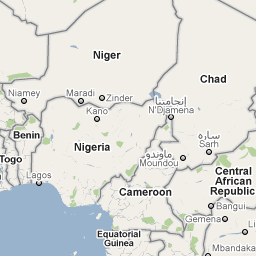 Niger
Chad
Niamey
Maradi
Zinder
Kano
إنجامينا
N'Djamena
Benin
Nigeria
ماوندو
Moundou
ساره
Sarh
Togo
Lagos
Cameroon
Central
African
Republic
Bangui
Gemena
Equatorial
Guinea
Mbandaka